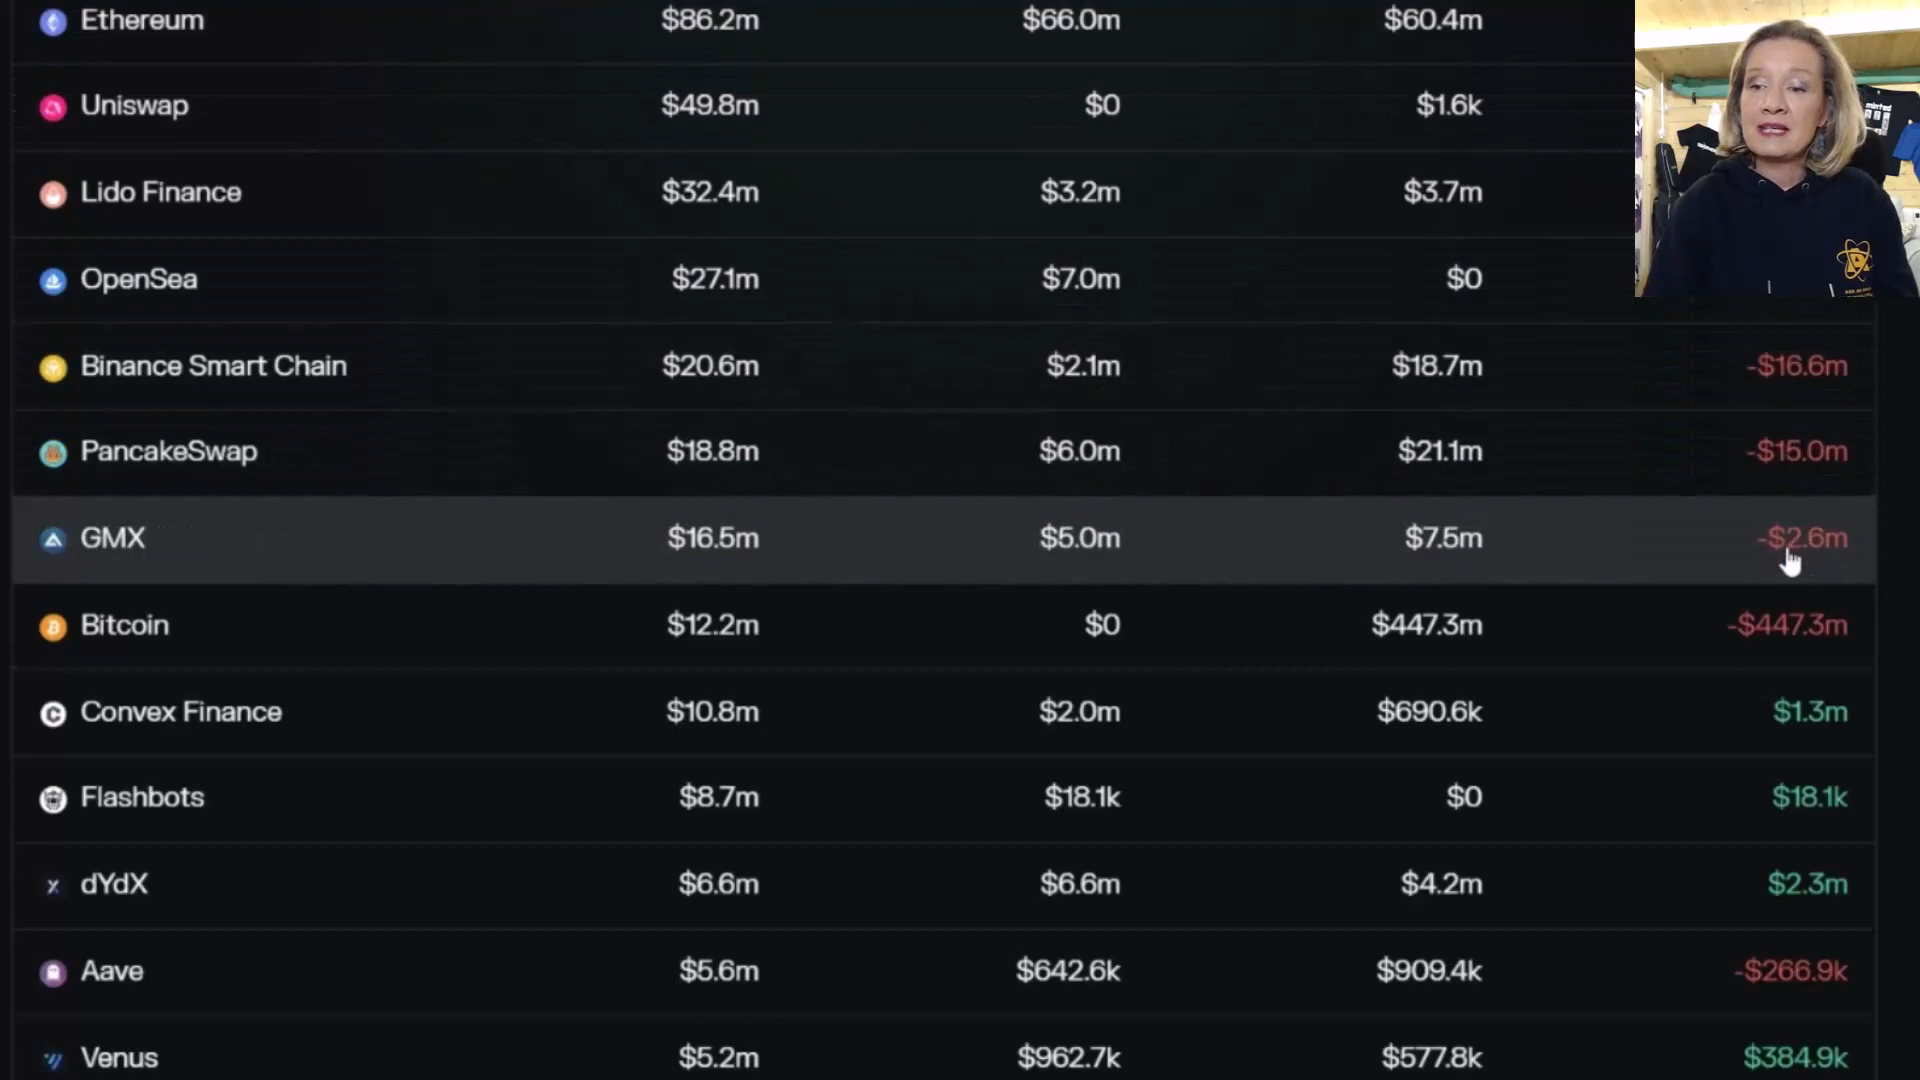 Ethereum $86.2m $66.0m $60.4m
Uniswap $49.8m $0 $1.6k
Lido Finance $32.4m $3.2m $3.7m
OpenSea $27.1m $7.0m $0
Binance Smart Chain $20.6m $2.1m $18.7m -$16.6m
PancakeSwap $18.8m $6.0m $21.1m -$15.0m
GMX $16.5m $5.0m $7.5m -$2.6m
Bitcoin $12.2m $0 $447.3m -$447.3m
Convex Finance $10.8m $2.0m $690.6k $1.3m
Flashbots $8.7m $18.1k $0 $18.1k
dYdX $6.6m $6.6m $4.2m $2.3m
Aave $5.6m $642.6k $909.4k -$266.9k
Venus $5.2m $962.7k $577.8k $384.9k
minted